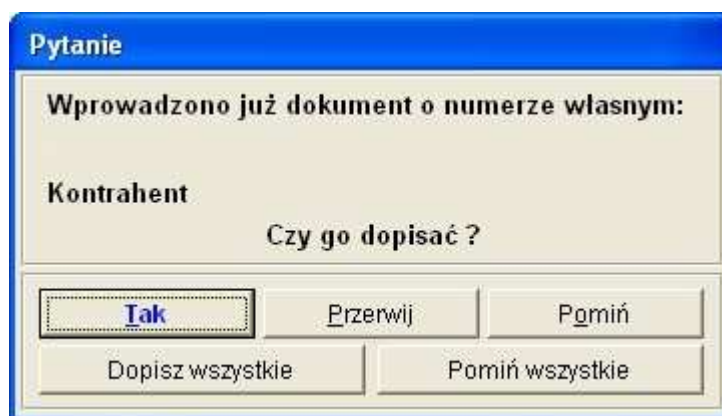 Pytanie
Wprowadzono już dokument o numerze własnym:
Kontrahent
Czy go dopisać ?
Tak Przerwij Pomiń
Dopisz wszystkie Pomiń wszystkie